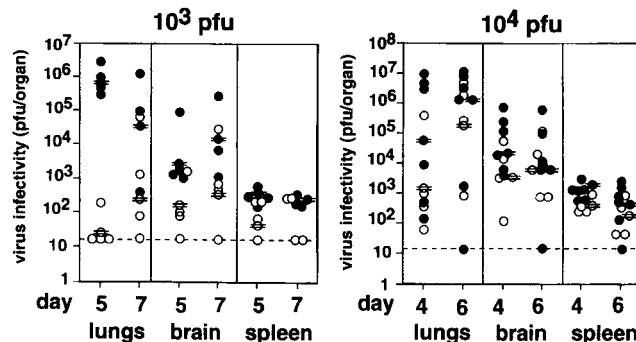 10³ pfu
10⁴ pfu
virus infectivity (pfu/organ)
10⁷
10⁶
10⁵
10⁴
10³
10²
10
1
day 5 7 5 7 5 7
lungs brain spleen
virus infectivity (pfu/organ)
10⁸
10⁷
10⁶
10⁵
10⁴
10³
10²
10
1
day 4 6 4 6 4 6
lungs brain spleen